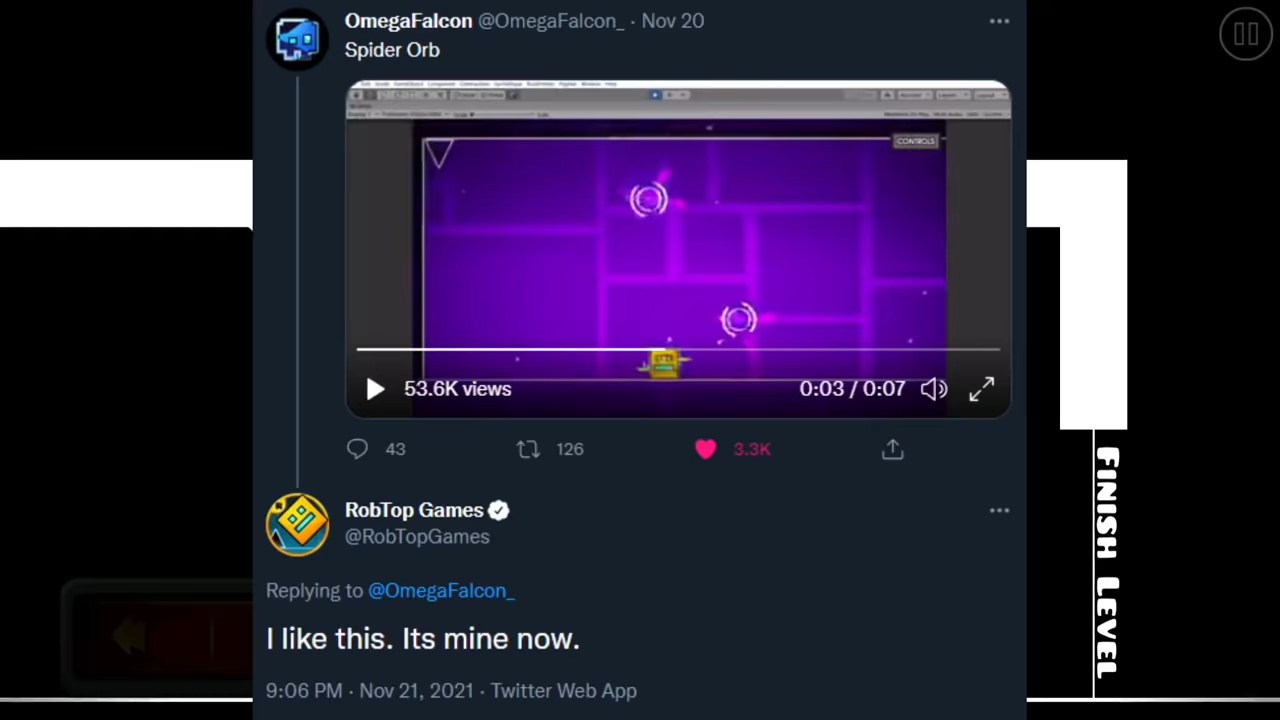 OmegaFalcon @OmegaFalcon_ · Nov 20
Spider Orb
CONTROLS
53.6K views
0:03 / 0:07
43
126
3.3K
RobTop Games
@RobTopGames
Replying to @OmegaFalcon_
I like this. Its mine now.
9:06 PM · Nov 21, 2021 · Twitter Web App
FINISH LEVEL